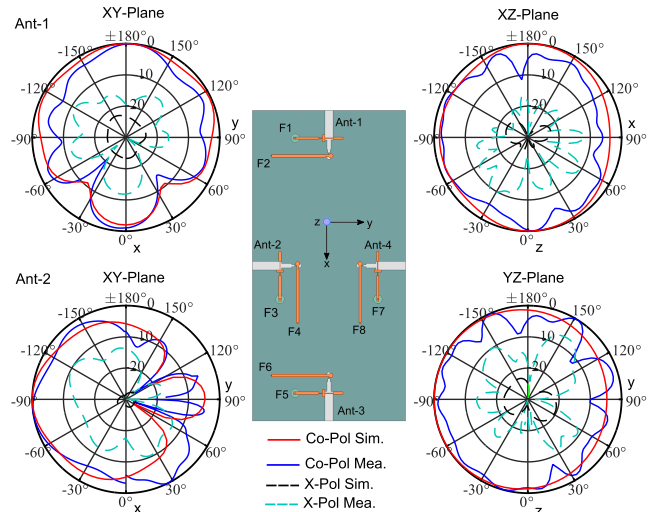 Ant-1
XY-Plane
±180° 0
-150°
150°
-120°
10
120°
20
y
-90°
90°
-60°
60°
-30°
0°
30°
x
XZ-Plane
±180° 0
-150°
150°
-120°
10
120°
20
x
-90°
90°
-60°
60°
-30°
0°
30°
z
F1
Ant-1
F2
z
y
x
Ant-2
Ant-4
F3
F4
F8
F7
F6
F5
Ant-3
Ant-2
XY-Plane
±180° 0
-150°
150°
-120°
10
120°
20
y
-90°
90°
-60°
60°
-30°
0°
30°
x
YZ-Plane
±180° 0
-150°
150°
-120°
10
120°
20
y
-90°
90°
-60°
60°
-30°
0°
30°
z
Co-Pol Sim.
Co-Pol Mea.
X-Pol Sim.
X-Pol Mea.